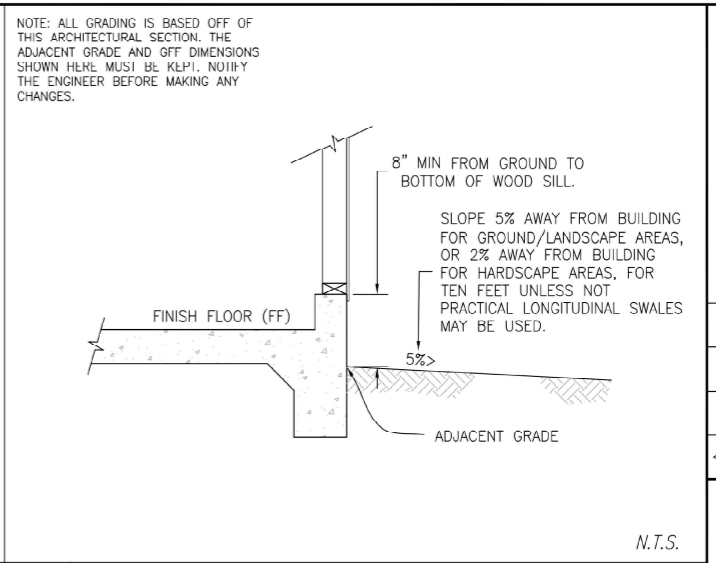 NOTE: ALL GRADING IS BASED OFF OF
THIS ARCHITECTURAL SECTION. THE
ADJACENT GRADE AND GFF DIMENSIONS
SHOWN HERE MUST BE KEPT. NOTIFY
THE ENGINEER BEFORE MAKING ANY
CHANGES.
8" MIN FROM GROUND TO
BOTTOM OF WOOD SILL.
SLOPE 5% AWAY FROM BUILDING
FOR GROUND/LANDSCAPE AREAS,
OR 2% AWAY FROM BUILDING
FOR HARDSCAPE AREAS, FOR
TEN FEET UNLESS NOT
PRACTICAL LONGITUDINAL SWALES
MAY BE USED.
FINISH FLOOR (FF)
5%>
ADJACENT GRADE
N.T.S.